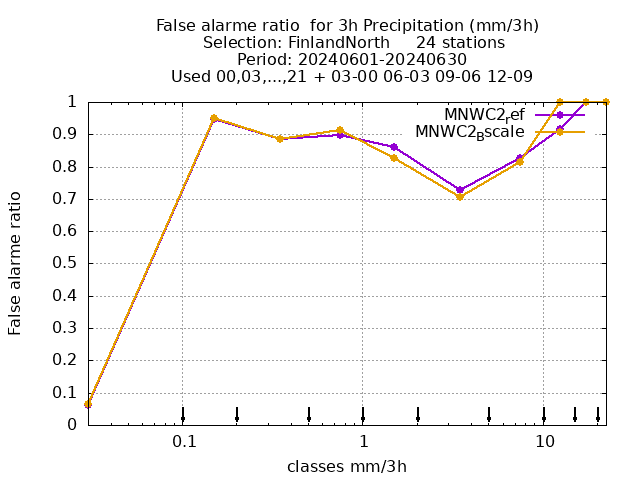 False alarme ratio  for 3h Precipitation (mm/3h)
Selection: FinlandNorth     24 stations
Period: 20240601-20240630
Used 00,03,...,21 + 03-00 06-03 09-06 12-09
MNWC2ref
MNWC2Bscale
1
0.9
0.8
0.7
0.6
0.5
0.4
0.3
0.2
0.1
0
False alarme ratio
0.1
1
10
classes mm/3h